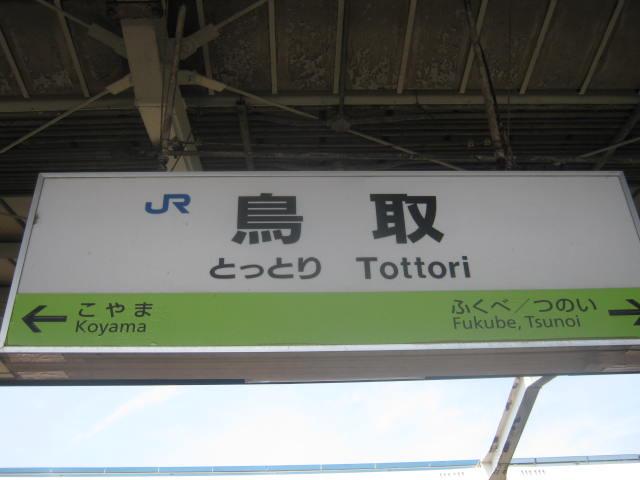 JR 鳥取
とっとり Tottori
← こやま
Koyama
ふくべ／つのい →
Fukube, Tsunoi